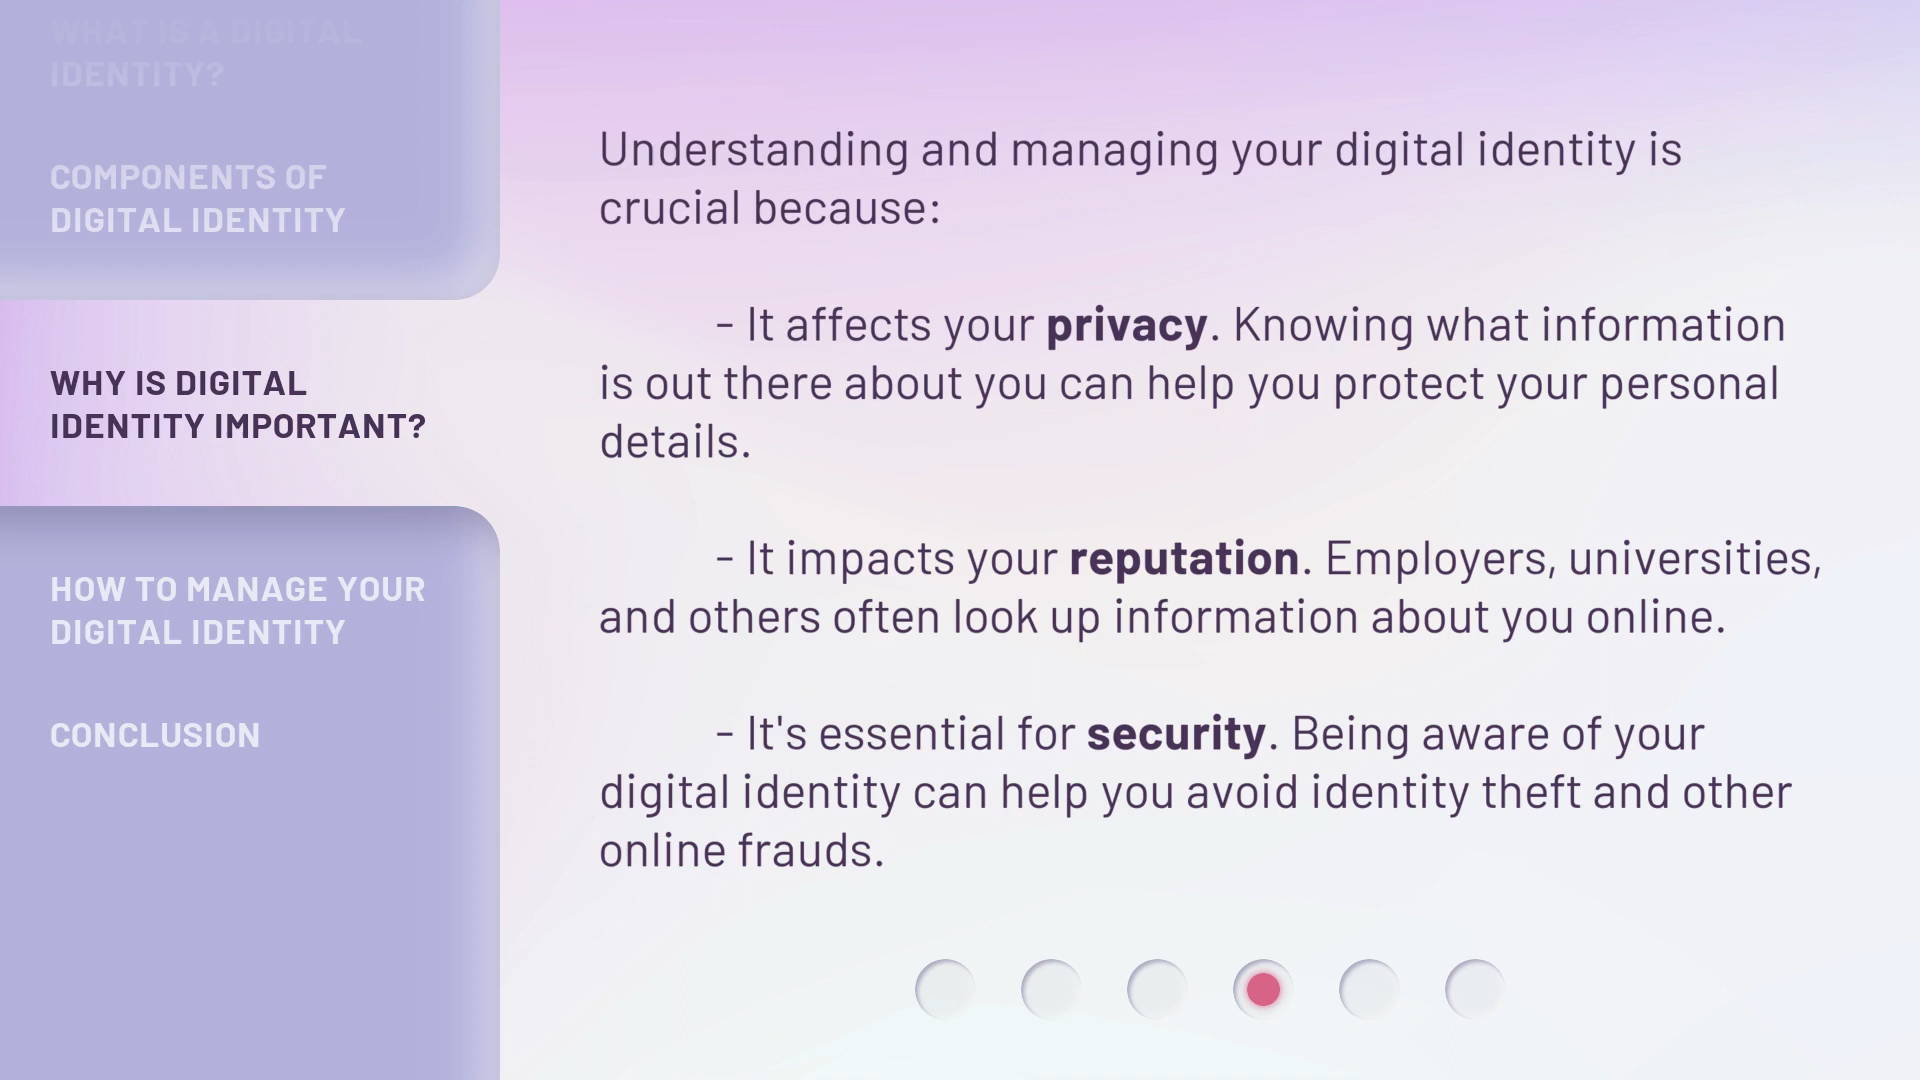 WHAT IS A DIGITAL
IDENTITY?
COMPONENTS OF
DIGITAL IDENTITY
WHY IS DIGITAL
IDENTITY IMPORTANT?
HOW TO MANAGE YOUR
DIGITAL IDENTITY
CONCLUSION
Understanding and managing your digital identity is
crucial because:
- It affects your privacy. Knowing what information
is out there about you can help you protect your personal
details.
- It impacts your reputation. Employers, universities,
and others often look up information about you online.
- It's essential for security. Being aware of your
digital identity can help you avoid identity theft and other
online frauds.